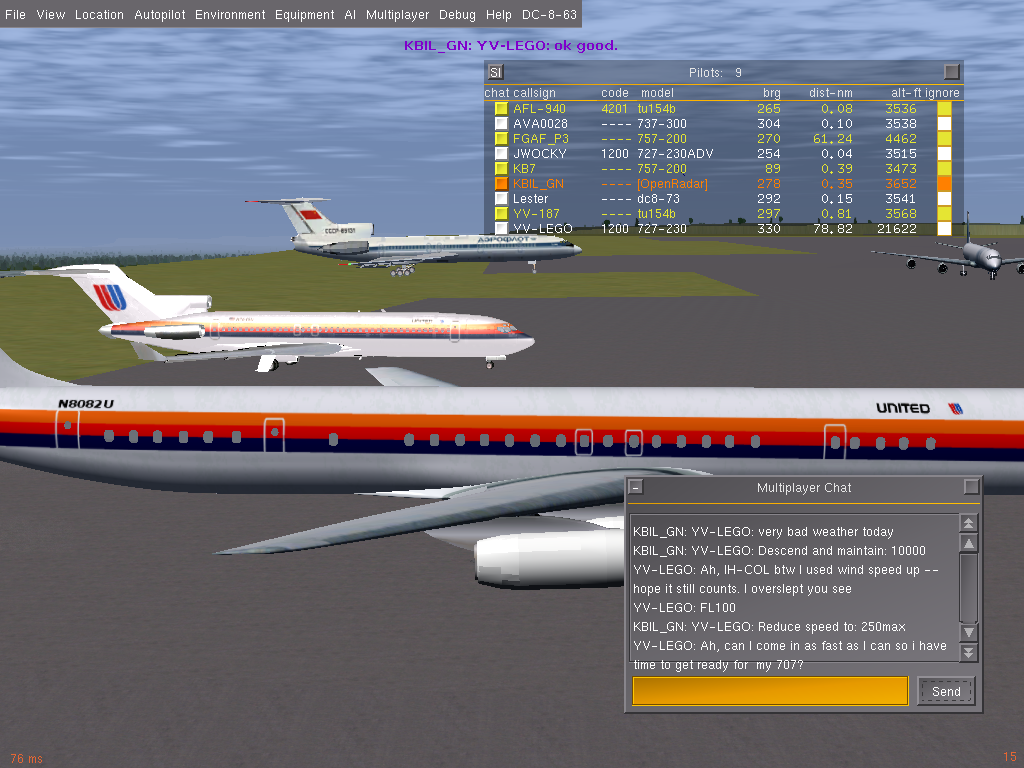 File View Location Autopilot Environment Equipment AI Multiplayer Debug Help DC-8-63
KBIL_GN: YV-LEGO: ok good.
SI Pilots: 9
chat callsign code model brg dist-nm alt-ft ignore
AFL-940 4201 tu154b 265 0.08 3536
AVA0028 ---- 737-300 304 0.10 3538
FGAF_P3 ---- 757-200 270 61.24 4462
JWOCKY 1200 727-230ADV 254 0.04 3515
KB7 ---- 757-200 89 0.39 3473
KBIL_GN ---- [OpenRadar] 278 0.35 3652
Lester ---- dc8-73 292 0.15 3541
YV-187 ---- tu154b 297 0.81 3568
YV-LEGO 1200 727-230 330 78.82 21622
CCCP-85131
АЭРОФЛОТ
UNITED
N8082U
UNITED
Multiplayer Chat
KBIL_GN: YV-LEGO: very bad weather today
KBIL_GN: YV-LEGO: Descend and maintain: 10000
YV-LEGO: Ah, IH-COL btw I used wind speed up --
hope it still counts. I overslept you see
YV-LEGO: FL100
KBIL_GN: YV-LEGO: Reduce speed to: 250max
YV-LEGO: Ah, can I come in as fast as I can so i have
time to get ready for my 707?
Send
76 ms
15